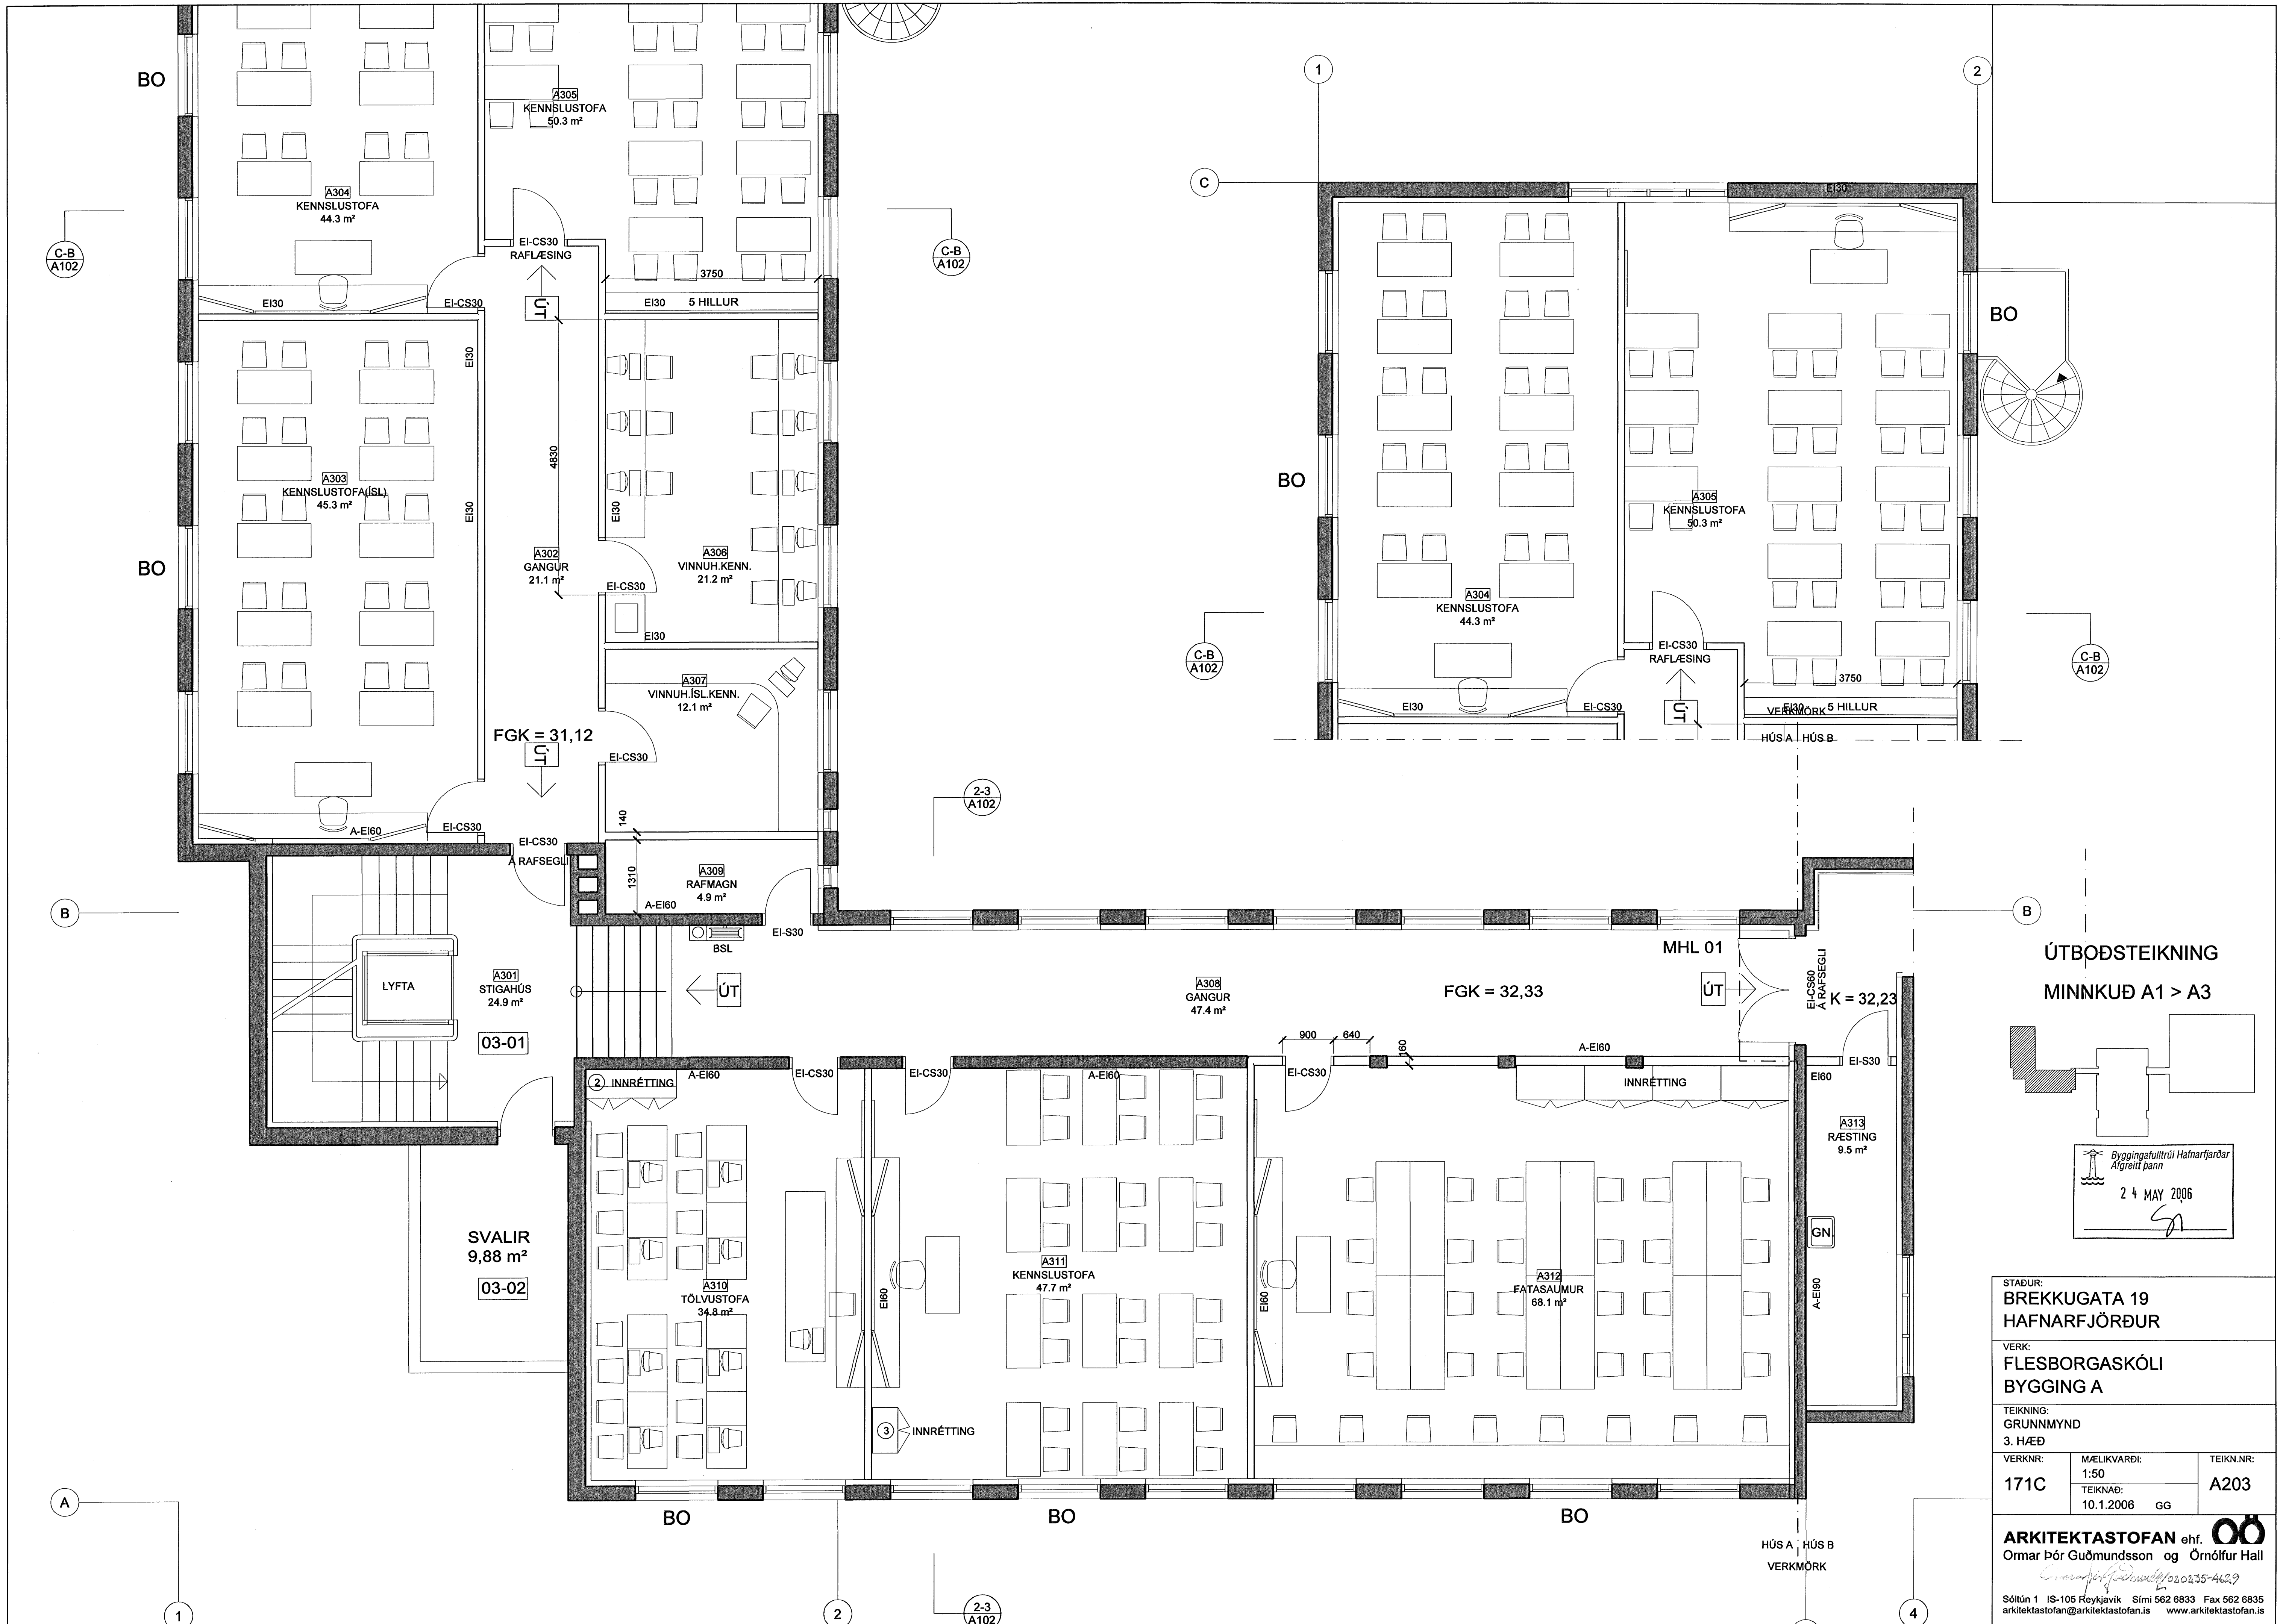 BO
A305
KENNSLUSTOFA
50.3 m²
A304
KENNSLUSTOFA
44.3 m²
C-B
A102
EI-CS30
RAFLÆSING
ÚT
3750
EI30
5 HILLUR
C-B
A102
EI30
EI-CS30
EI30
4830
A303
KENNSLUSTOFA(ÍSL)
45.3 m²
EI30
EI30
BO
A302
GANGUR
21.1 m²
A306
VINNUH.KENN.
21.2 m²
EI-CS30
EI30
A307
VINNUH.ÍSL.KENN.
12.1 m²
FGK = 31,12
ÚT
EI-CS30
140
A-EI60
EI-CS30
EI-CS30
Á RAFSEGLI
1310
A309
RAFMAGN
4.9 m²
A-EI60
EI-S30
BSL
B
LYFTA
A301
STIGAHÚS
24.9 m²
03-01
ÚT
2-3
A102
A308
GANGUR
47.4 m²
FGK = 32,33
MHL 01
ÚT
EI-CS60
Á RAFSEGLI
K = 32,23
B
900
640
160
A-EI60
2
INNRÉTTING
A-EI60
EI-CS30
EI-CS30
A-EI60
EI-CS30
INNRÉTTING
EI60
EI-S30
A313
RÆSTING
9.5 m²
GN.
A-EI90
SVALIR
9,88 m²
03-02
A310
TÖLVUSTOFA
34.8 m²
EI60
A311
KENNSLUSTOFA
47.7 m²
EI60
A312
FATASAUMUR
68.1 m²
3
INNRÉTTING
A
BO
BO
BO
HÚS A
HÚS B
VERKMÖRK
1
2
2-3
A102
4
1
2
C
EI30
BO
BO
A305
KENNSLUSTOFA
50.3 m²
A304
KENNSLUSTOFA
44.3 m²
C-B
A102
EI-CS30
RAFLÆSING
ÚT
3750
EI30
5 HILLUR
VERKMÖRK
HÚS A
HÚS B
C-B
A102
EI30
EI-CS30
ÚTBOÐSTEIKNING
MINNKUÐ A1 > A3
Byggingafulltrúi Hafnarfjarðar
Afgreitt þann
24 MAY 2006
STAÐUR:
BREKKUGATA 19
HAFNARFJÖRÐUR
VERK:
FLESBORGASKÓLI
BYGGING A
TEIKNING:
GRUNNMYND
3. HÆÐ
VERKNR:
171C
MÆLIKVARÐI:
1:50
TEIKNAÐ:
10.1.2006 GG
TEIKN.NR:
A203
ARKITEKTASTOFAN ehf. OÖ
Ormar Þór Guðmundsson og Örnólfur Hall
Sóltún 1 IS-105 Reykjavík Sími 562 6833 Fax 562 6835
arkitektastofan@arkitektastofan.is www.arkitektastofan.is